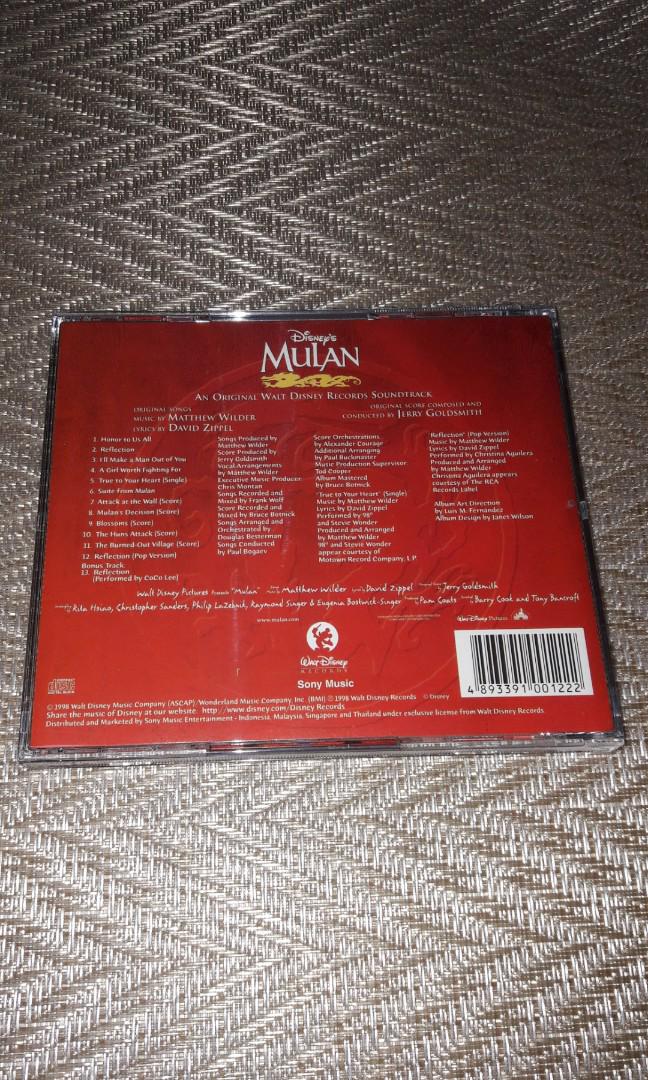 Disney's
MULAN
AN ORIGINAL WALT DISNEY RECORDS SOUNDTRACK
ORIGINAL SONGS
MUSIC BY MATTHEW WILDER
LYRICS BY DAVID ZIPPEL
ORIGINAL SCORE COMPOSED AND
CONDUCTED BY JERRY GOLDSMITH
1. Honor to Us All
2. Reflection
3. I'll Make a Man Out of You
4. A Girl Worth Fighting For
5. True to Your Heart (Single)
6. Suite From Mulan
7. Attack at the Wall (Score)
8. Mulan's Decision (Score)
9. Blossoms (Score)
10. The Huns Attack (Score)
11. The Burned-Out Village (Score)
12. Reflection (Pop Version)
Bonus Track:
13. Reflection
(Performed by CoCo Lee)
Songs Produced by
Matthew Wilder
Score Produced by
Jerry Goldsmith
Vocal Arrangements
by Matthew Wilder
Executive Music Producer
Chris Montan
Songs Recorded and
Mixed by Frank Wolf
Score Recorded and
Mixed by Bruce Botnick
Songs Arranged and
Orchestrated by
Douglas Besterman
Songs Conducted
by Paul Bogaev
Score Orchestrations
by Alexander Courage
Additional Arranging
by Paul Buckmaster
Music Production Supervisor
Tod Cooper
Album Mastered
by Bruce Botnick
"True to Your Heart" (Single)
Music by Matthew Wilder
Lyrics by David Zippel
Performed by 98°
and Stevie Wonder
Produced and Arranged
by Matthew Wilder
98° and Stevie Wonder
appear courtesy of
Motown Record Company, L.P.
"Reflection" (Pop Version)
Music by Matthew Wilder
Lyrics by David Zippel
Performed by Christina Aguilera
Produced and Arranged
by Matthew Wilder
Christina Aguilera appears
courtesy of The RCA
Records Label
Album Art Direction
by Luis M. Fernández
Album Design by Janet Wilson
Walt Disney Pictures Presents "Mulan" Matthew Wilder David Zippel Jerry Goldsmith
Rita Hsiao, Christopher Sanders, Philip LaZebnik, Raymond Singer & Eugenia Bostwick-Singer Pam Coats Barry Cook and Tony Bancroft
www.mulan.com
WALT DISNEY PICTURES
WALT DISNEY
RECORDS
Sony Music
4 893391 001222
© 1998 Walt Disney Music Company (ASCAP)/Wonderland Music Company, Inc. (BMI) ℗ 1998 Walt Disney Records © Disney
Share the music of Disney at our website: http://www.disney.com/Disney Records
Distributed and Marketed by Sony Music Entertainment - Indonesia, Malaysia, Singapore and Thailand under exclusive license from Walt Disney Records.